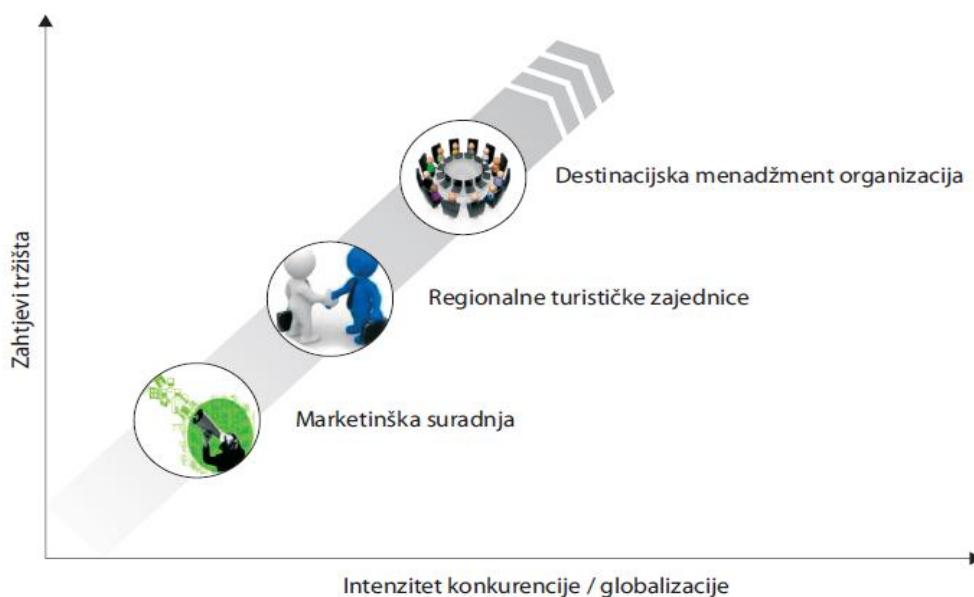 Zahtjevi tržišta
Destinacijska menadžment organizacija
Regionalne turističke zajednice
Marketinška suradnja
Intenzitet konkurencije / globalizacije